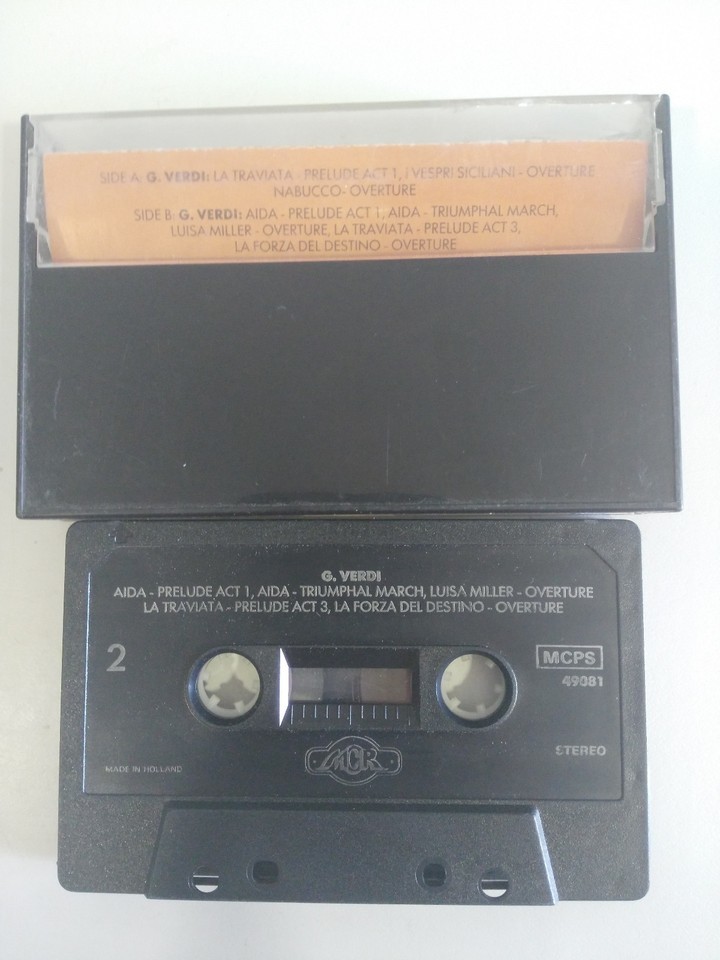 SIDE A: G. VERDI: LA TRAVIATA - PRELUDE ACT 1, I VESPRI SICILIANI - OVERTURE
NABUCCO- OVERTURE
SIDE B: G. VERDI: AIDA - PRELUDE ACT 1, AIDA - TRIUMPHAL MARCH,
LUISA MILLER - OVERTURE, LA TRAVIATA - PRELUDE ACT 3,
LA FORZA DEL DESTINO - OVERTURE
G. VERDI
AIDA - PRELUDE ACT 1, AIDA - TRIUMPHAL MARCH, LUISA MILLER - OVERTURE
LA TRAVIATA - PRELUDE ACT 3, LA FORZA DEL DESTINO - OVERTURE
2
MCPS
49081
STEREO
MADE IN HOLLAND
MCR